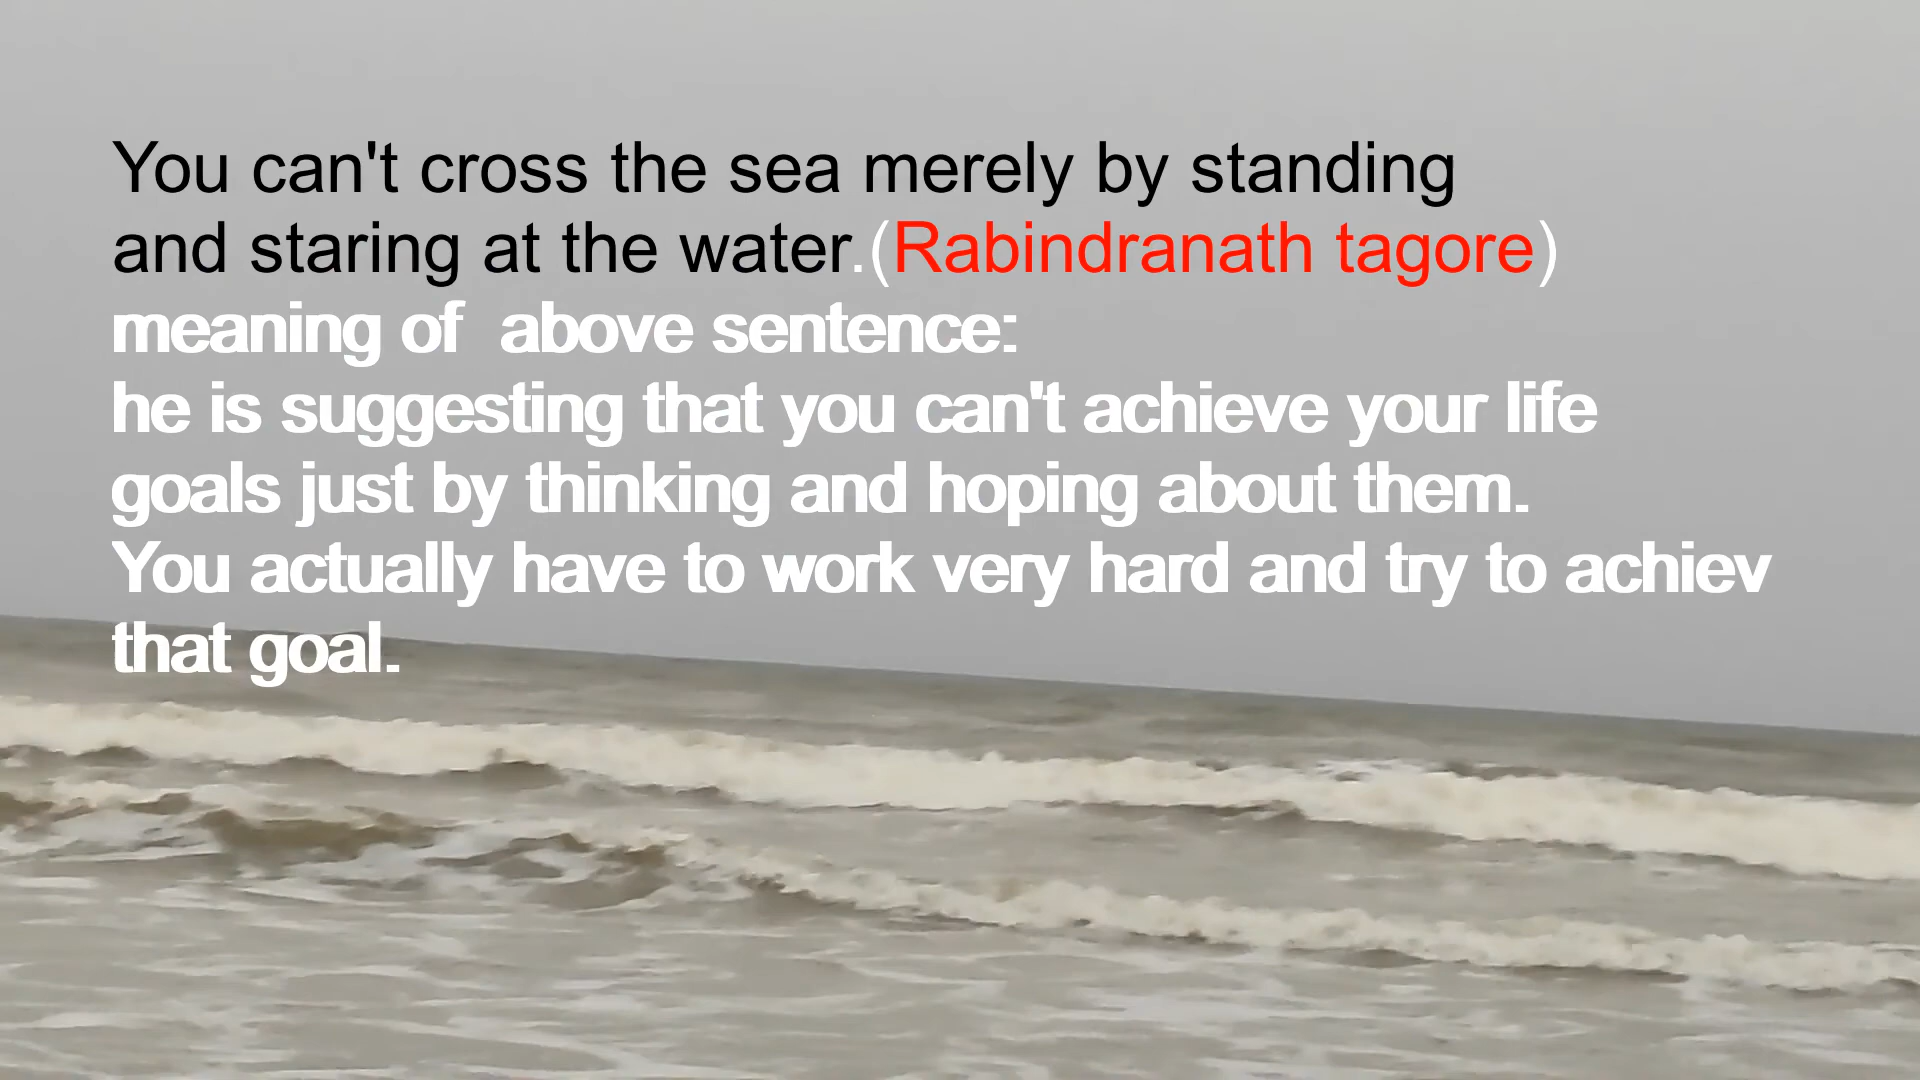 You can't cross the sea merely by standing
and staring at the water.(Rabindranath tagore)
meaning of  above sentence:
he is suggesting that you can't achieve your life
goals just by thinking and hoping about them.
You actually have to work very hard and try to achiev
that goal.